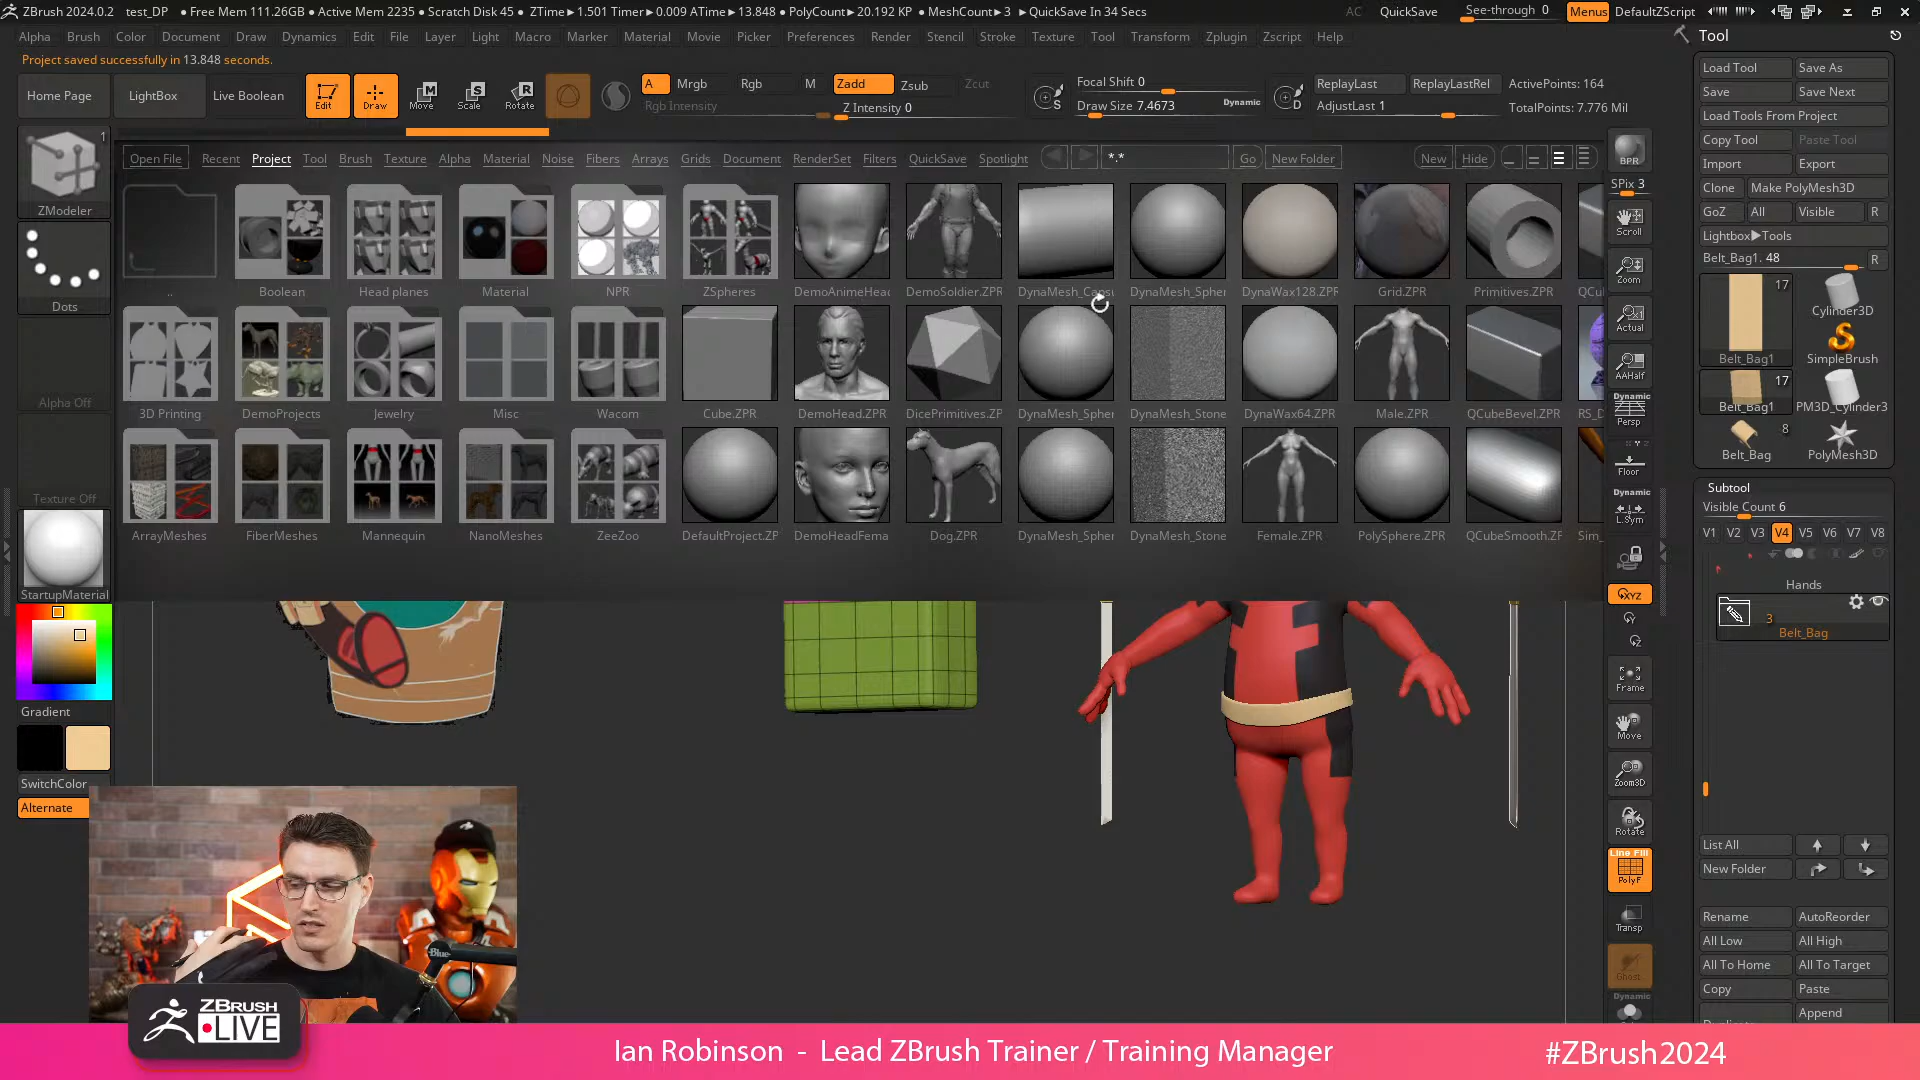 ZBrush 2024.0.2 test_DP ● Free Mem 111.26GB ● Active Mem 2235 ● Scratch Disk 45 ● ZTime►1.501 Timer►0.009 ATime►13.848 ● PolyCount►20.192 KP ● MeshCount►3 ►QuickSave In 34 Secs AC QuickSave See-through 0 Menus DefaultZScript
Alpha Brush Color Document Draw Dynamics Edit File Layer Light Macro Marker Material Movie Picker Preferences Render Stencil Stroke Texture Tool Transform Zplugin Zscript Help
Project saved successfully in 13.848 seconds.
Home Page LightBox Live Boolean Edit Draw Move Scale Rotate
A Mrgb Rgb M Zadd Zsub Zcut
Rgb Intensity Z Intensity 0
S Focal Shift 0
Draw Size 7.4673 Dynamic
D ReplayLast ReplayLastRel ActivePoints: 164
AdjustLast 1 TotalPoints: 7.776 Mil
Open File Recent Project Tool Brush Texture Alpha Material Noise Fibers Arrays Grids Document RenderSet Filters QuickSave Spotlight *.* Go New Folder New Hide
1
ZModeler
Dots
Alpha Off
Texture Off
StartupMaterial
Gradient
SwitchColor
Alternate
.. Boolean Head planes Material NPR ZSpheres DemoAnimeHead DemoSoldier.ZPR DynaMesh_Caps DynaMesh_Spher DynaWax128.ZPR Grid.ZPR Primitives.ZPR QCu
3D Printing DemoProjects Jewelry Misc Wacom Cube.ZPR DemoHead.ZPR DicePrimitives.ZP DynaMesh_Spher DynaMesh_Stone DynaWax64.ZPR Male.ZPR QCubeBevel.ZPR RS_D
ArrayMeshes FiberMeshes Mannequin NanoMeshes ZeeZoo DefaultProject.ZP DemoHeadFema Dog.ZPR DynaMesh_Spher DynaMesh_Stone Female.ZPR PolySphere.ZPR QCubeSmooth.ZF Sim_
BPR
SPix 3
Scroll
Zoom
Actual
AAHalf
Dynamic
Persp
Floor
Dynamic
L.Sym
XYZ
Y
Z
Frame
Move
Zoom3D
Rotate
Line Fill
PolyF
Transp
Ghost
Dynamic
Tool
Load Tool Save As
Save Save Next
Load Tools From Project
Copy Tool Paste Tool
Import Export
Clone Make PolyMesh3D
GoZ All Visible R
Lightbox►Tools
Belt_Bag1. 48 R
17
Belt_Bag1 Cylinder3D
SimpleBrush
17
Belt_Bag1 PM3D_Cylinder3
8
Belt_Bag PolyMesh3D
Subtool
Visible Count 6
V1 V2 V3 V4 V5 V6 V7 V8
Hands
3
Belt_Bag
List All
New Folder
Rename AutoReorder
All Low All High
All To Home All To Target
Copy Paste
Append
Blue
ZBRUSH
LIVE
Ian Robinson - Lead ZBrush Trainer / Training Manager
#ZBrush2024